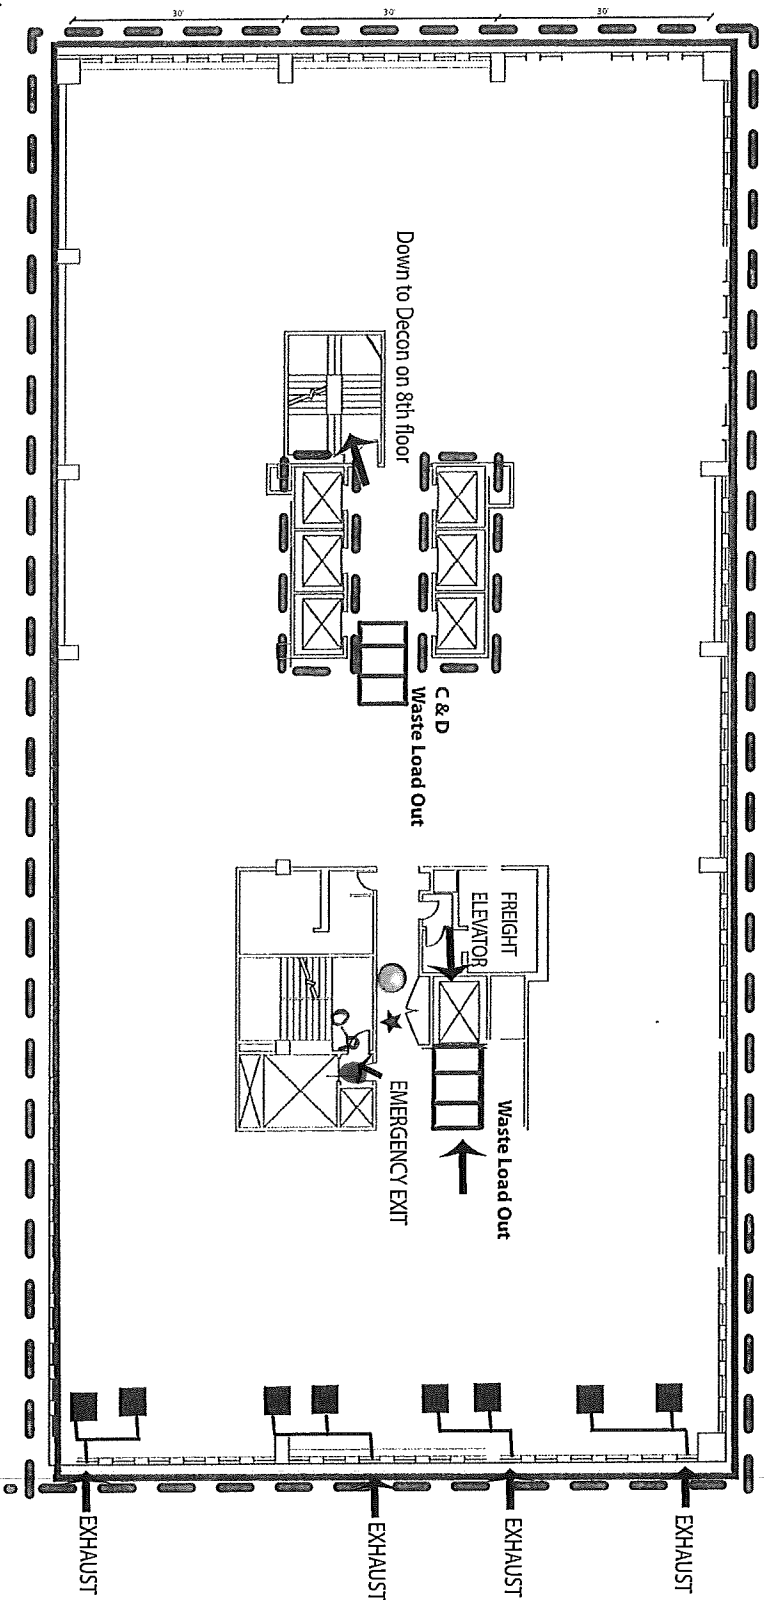 30'
30'
30'
Down to Decon on 8th floor
C & D
Waste Load Out
FREIGHT
ELEVATOR
Waste Load Out
EMERGENCY EXIT
EXHAUST
EXHAUST
EXHAUST
EXHAUST